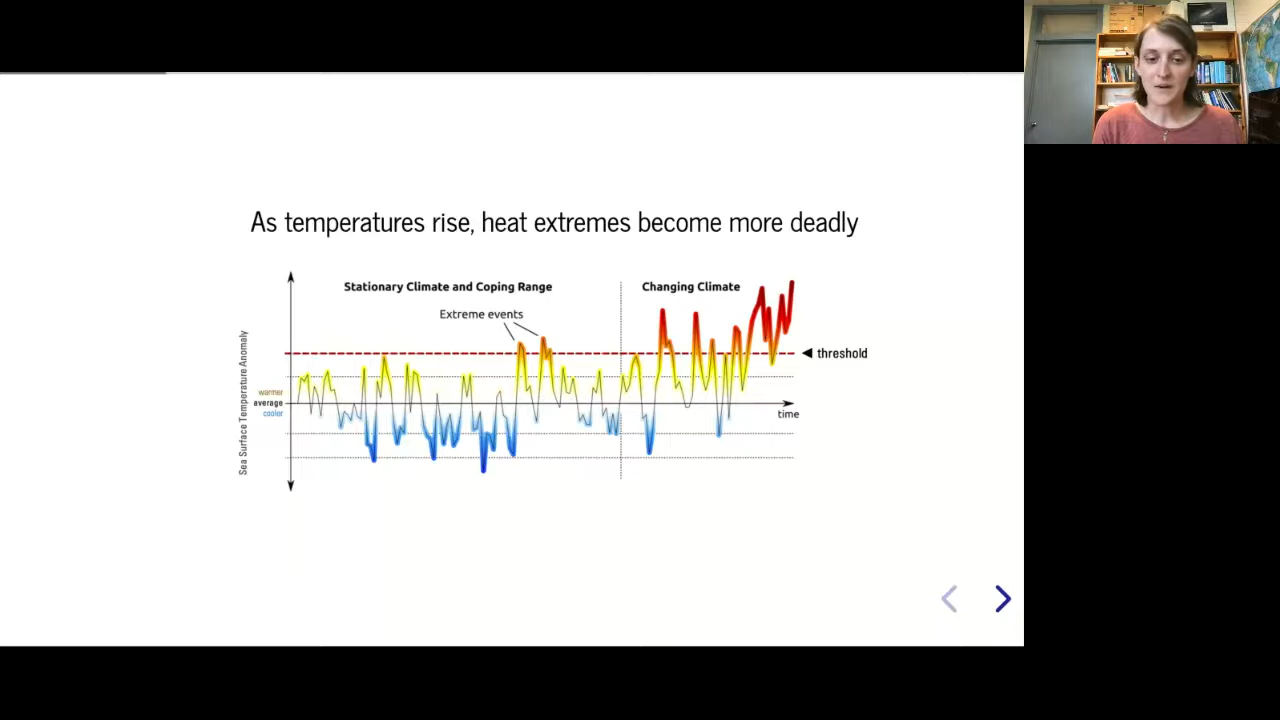 As temperatures rise, heat extremes become more deadly
Stationary Climate and Coping Range
Changing Climate
Extreme events
threshold
Sea Surface Temperature Anomaly
warmer
average
cooler
time